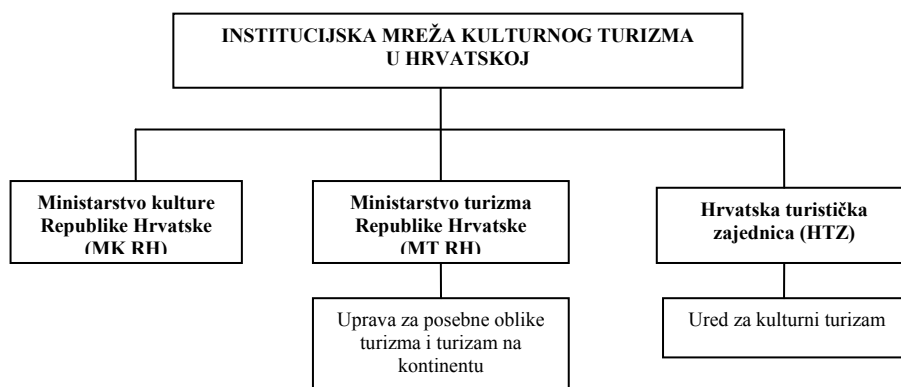 INSTITUCIJSKA MREŽA KULTURNOG TURIZMA
U HRVATSKOJ
Ministarstvo kulture
Republike Hrvatske
(MK RH)
Ministarstvo turizma
Republike Hrvatske
(MT RH)
Hrvatska turistička
zajednica (HTZ)
Uprava za posebne oblike
turizma i turizam na
kontinentu
Ured za kulturni turizam